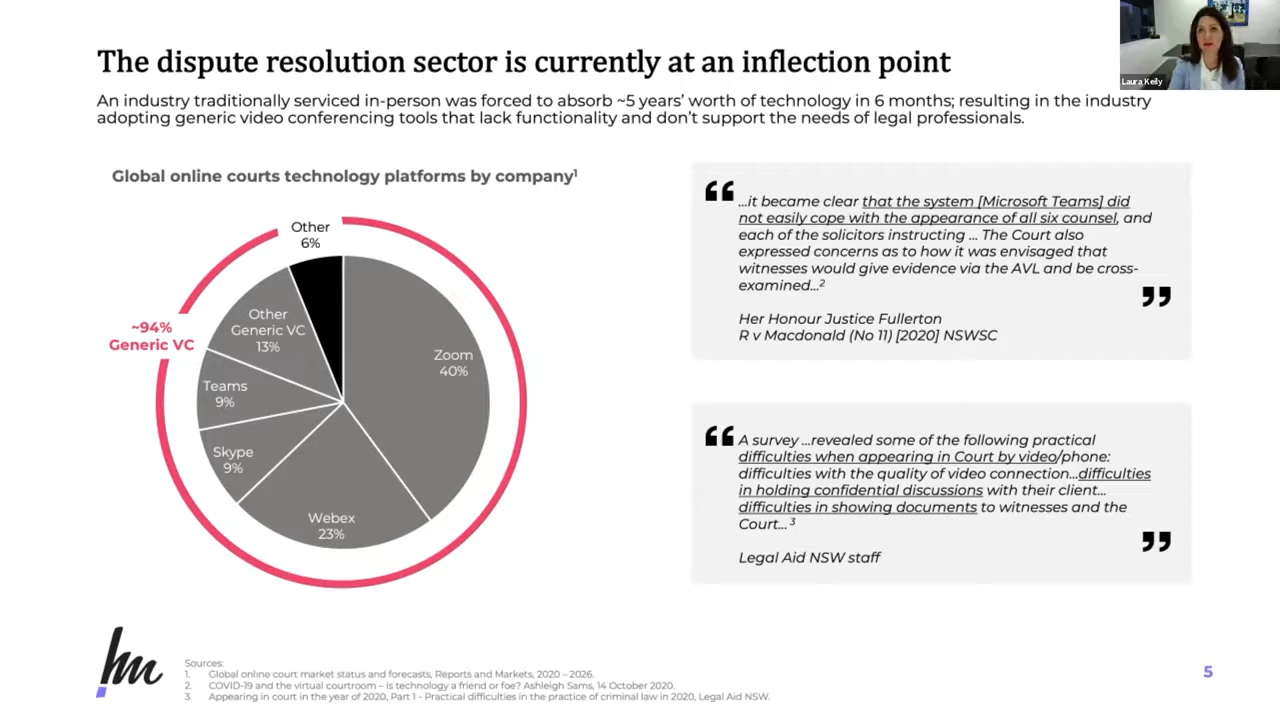 The dispute resolution sector is currently at an inflection point
An industry traditionally serviced in-person was forced to absorb ~5 years' worth of technology in 6 months; resulting in the industry
adopting generic video conferencing tools that lack functionality and don't support the needs of legal professionals.
Laura Keily
Global online courts technology platforms by company1
Other
6%
Other
Generic VC
13%
~94%
Generic VC
Zoom
40%
Teams
9%
Skype
9%
Webex
23%
“
...it became clear that the system [Microsoft Teams] did
not easily cope with the appearance of all six counsel, and
each of the solicitors instructing ... The Court also
expressed concerns as to how it was envisaged that
witnesses would give evidence via the AVL and be cross-
examined...2
”
Her Honour Justice Fullerton
R v Macdonald (No 11) [2020] NSWSC
“
A survey ...revealed some of the following practical
difficulties when appearing in Court by video/phone:
difficulties with the quality of video connection...difficulties
in holding confidential discussions with their client...
difficulties in showing documents to witnesses and the
Court... 3
”
Legal Aid NSW staff
hm
Sources:
1. Global online court market status and forecasts, Reports and Markets, 2020 – 2026.
2. COVID-19 and the virtual courtroom – is technology a friend or foe? Ashleigh Sams, 14 October 2020.
3. Appearing in court in the year of 2020, Part 1 - Practical difficulties in the practice of criminal law in 2020, Legal Aid NSW.
5